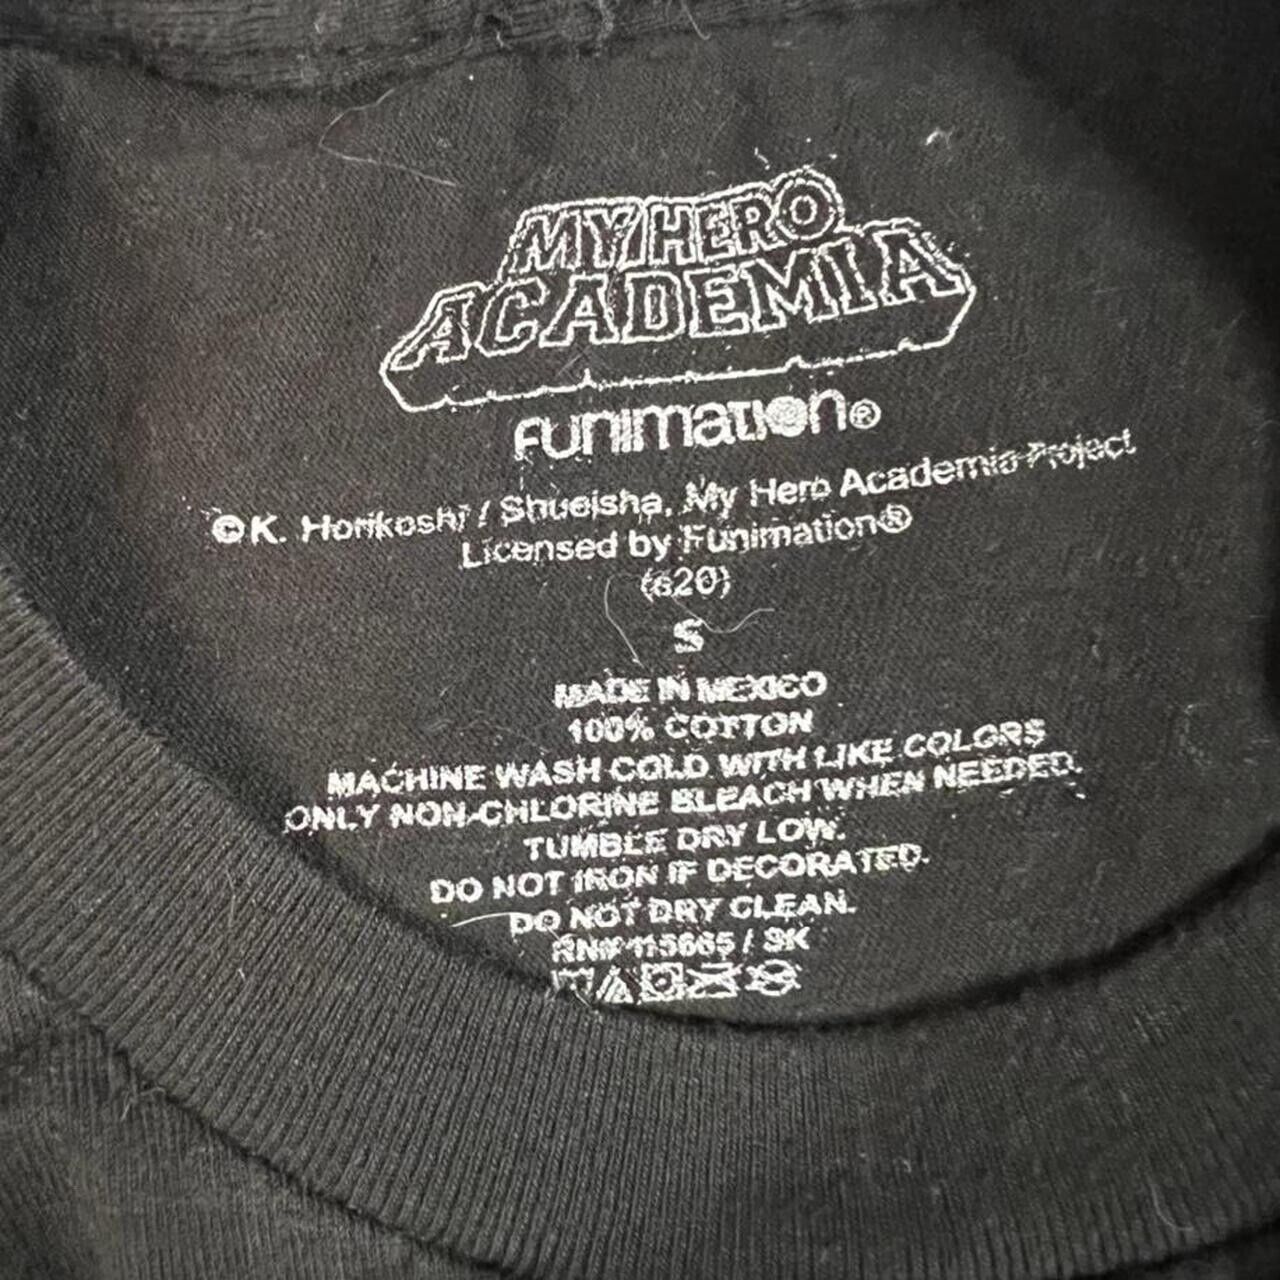 MY HERO
ACADEMIA
FUNIMATION®
©K. Horikoshi / Shueisha, My Hero Academia Project
Licensed by Funimation®
(s20)
S
MADE IN MEXICO
100% COTTON
MACHINE WASH COLD WITH LIKE COLORS
ONLY NON-CHLORINE BLEACH WHEN NEEDED.
TUMBLE DRY LOW.
DO NOT IRON IF DECORATED.
DO NOT DRY CLEAN.
RN# 115665 / SK